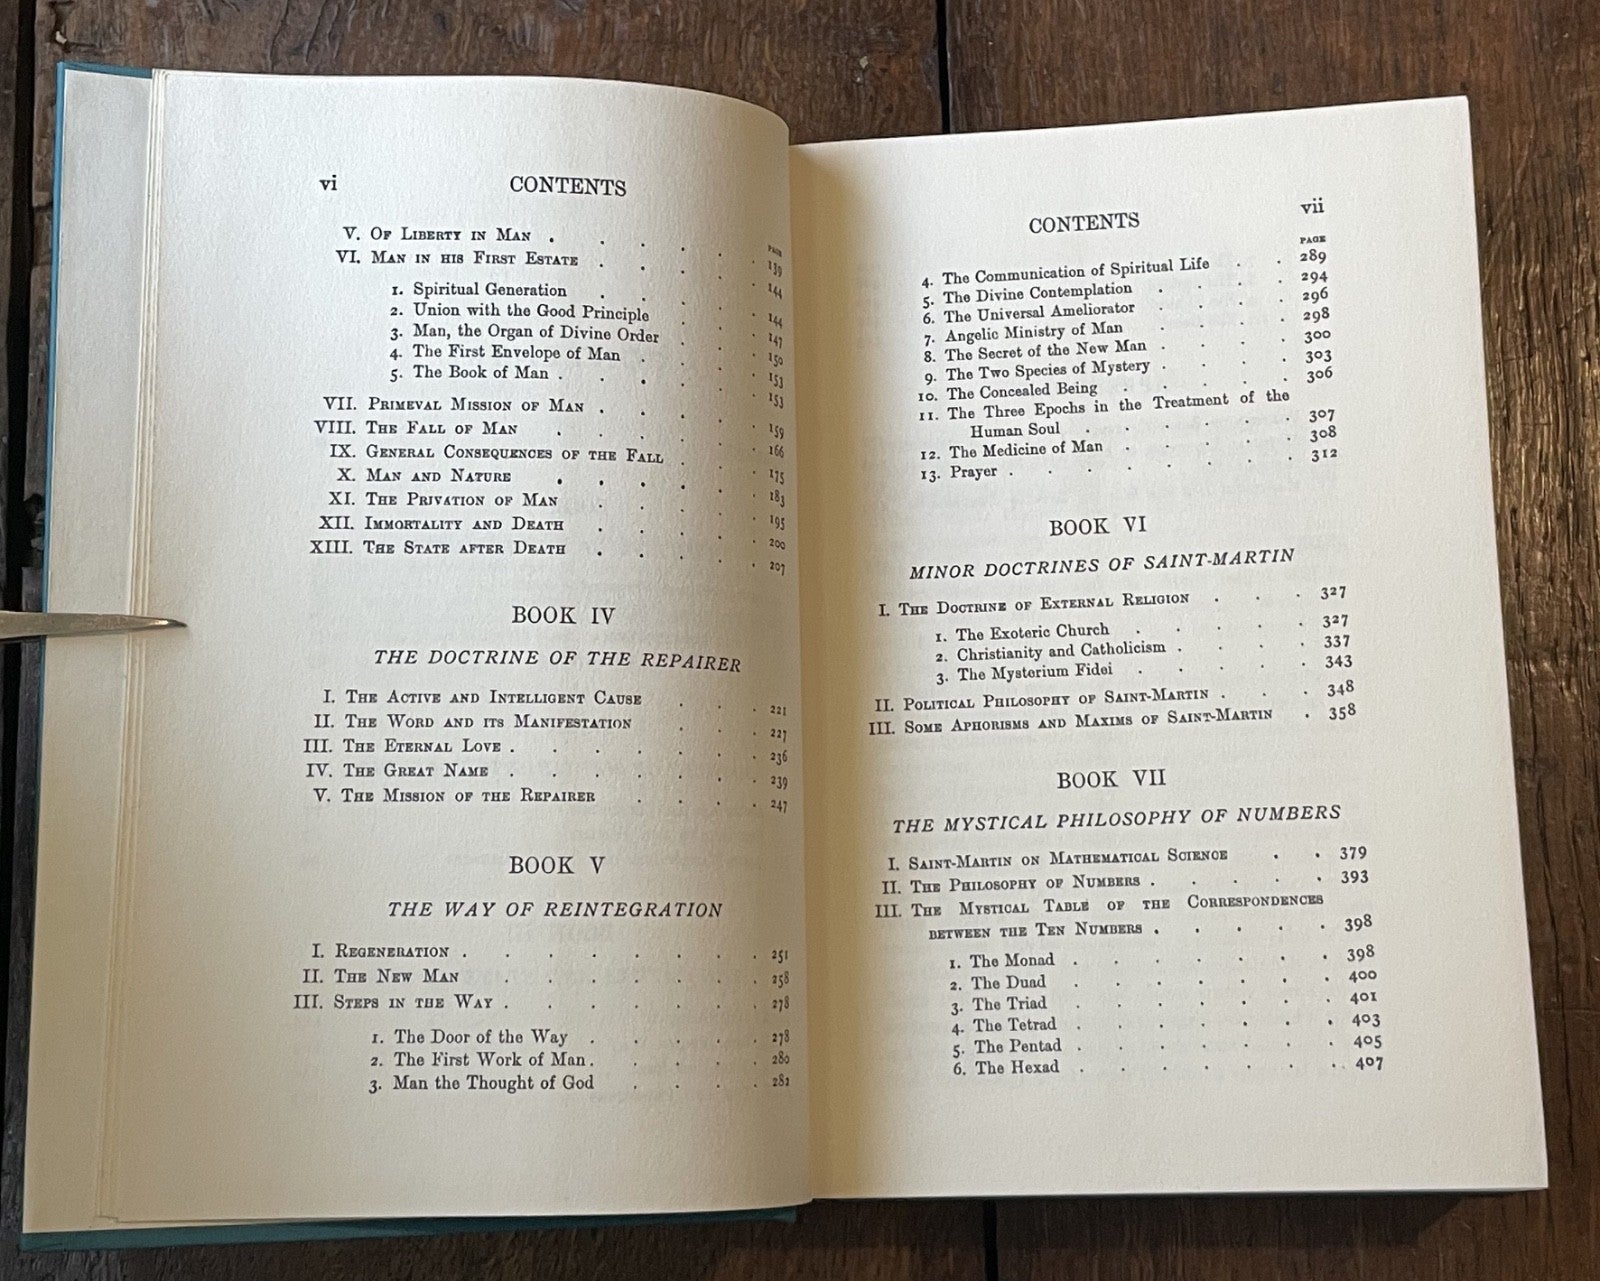 vi CONTENTS
PAGE
V. OF LIBERTY IN MAN . . . . . . 139
VI. MAN IN HIS FIRST ESTATE . . . . . 144
1. Spiritual Generation . . . . . 144
2. Union with the Good Principle . . . 147
3. Man, the Organ of Divine Order . . . 150
4. The First Envelope of Man . . . . 153
5. The Book of Man . . . . . . 153
VII. PRIMEVAL MISSION OF MAN . . . . . 159
VIII. THE FALL OF MAN . . . . . . 166
IX. GENERAL CONSEQUENCES OF THE FALL . . . 175
X. MAN AND NATURE . . . . . . 183
XI. THE PRIVATION OF MAN . . . . . 195
XII. IMMORTALITY AND DEATH . . . . . 200
XIII. THE STATE AFTER DEATH . . . . . 207
BOOK IV
THE DOCTRINE OF THE REPAIRER
I. THE ACTIVE AND INTELLIGENT CAUSE . . . 221
II. THE WORD AND ITS MANIFESTATION . . . 227
III. THE ETERNAL LOVE . . . . . . . 236
IV. THE GREAT NAME . . . . . . . 239
V. THE MISSION OF THE REPAIRER . . . . 247
BOOK V
THE WAY OF REINTEGRATION
I. REGENERATION . . . . . . . . 251
II. THE NEW MAN . . . . . . . 258
III. STEPS IN THE WAY . . . . . . . 278
1. The Door of the Way . . . . . 278
2. The First Work of Man . . . . . 280
3. Man the Thought of God . . . . 282
CONTENTS vii
PAGE
4. The Communication of Spiritual Life . . 289
5. The Divine Contemplation . . . . 294
6. The Universal Ameliorator . . . . 296
7. Angelic Ministry of Man . . . . 298
8. The Secret of the New Man . . . . 300
9. The Two Species of Mystery . . . . 303
10. The Concealed Being . . . . . 306
11. The Three Epochs in the Treatment of the
Human Soul . . . . . . 307
12. The Medicine of Man . . . . . 308
13. Prayer . . . . . . . . 312
BOOK VI
MINOR DOCTRINES OF SAINT-MARTIN
I. THE DOCTRINE OF EXTERNAL RELIGION . . . 327
1. The Exoteric Church . . . . . 327
2. Christianity and Catholicism . . . . 337
3. The Mysterium Fidei . . . . . 343
II. POLITICAL PHILOSOPHY OF SAINT-MARTIN . . . 348
III. SOME APHORISMS AND MAXIMS OF SAINT-MARTIN . 358
BOOK VII
THE MYSTICAL PHILOSOPHY OF NUMBERS
I. SAINT-MARTIN ON MATHEMATICAL SCIENCE . . 379
II. THE PHILOSOPHY OF NUMBERS . . . . . 393
III. THE MYSTICAL TABLE OF THE CORRESPONDENCES
BETWEEN THE TEN NUMBERS . . . . . 398
1. The Monad . . . . . . . 398
2. The Duad . . . . . . . 400
3. The Triad . . . . . . . 401
4. The Tetrad . . . . . . . 403
5. The Pentad . . . . . . . 405
6. The Hexad . . . . . . . 407